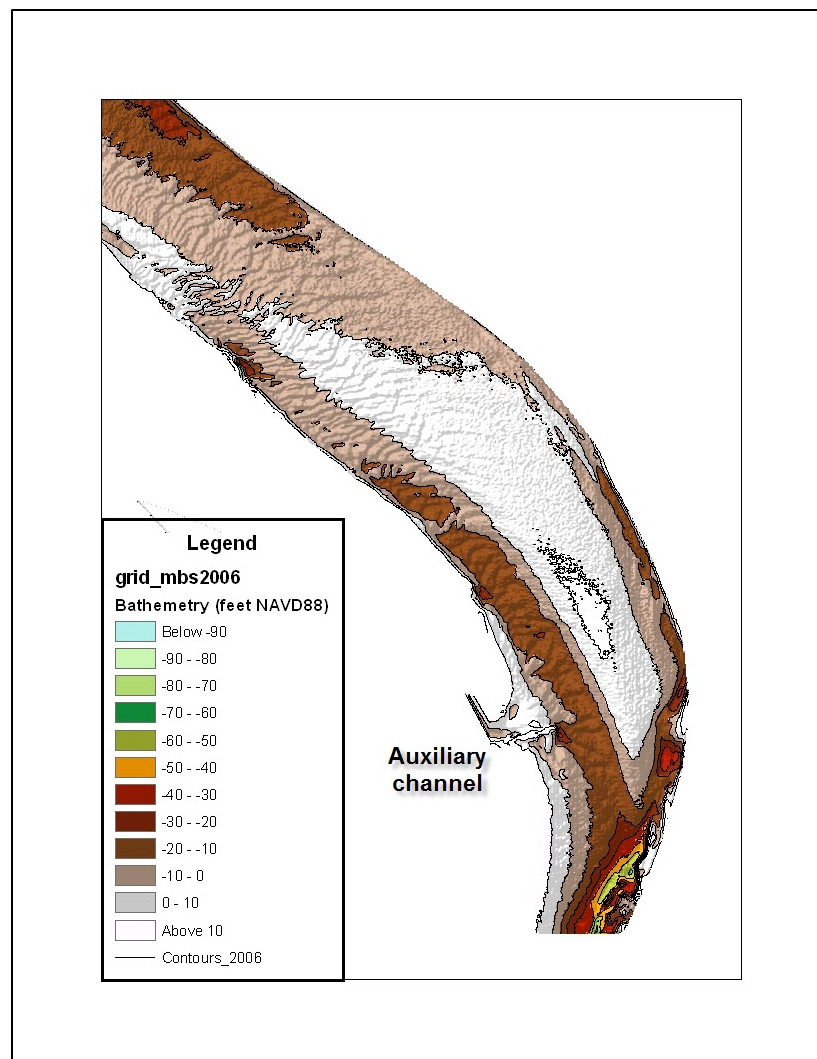 Auxiliary
channel
Legend
grid_mbs2006
Bathemetry (feet NAVD88)
Below -90
-90 - -80
-80 - -70
-70 - -60
-60 - -50
-50 - -40
-40 - -30
-30 - -20
-20 - -10
-10 - 0
0 - 10
Above 10
Contours_2006